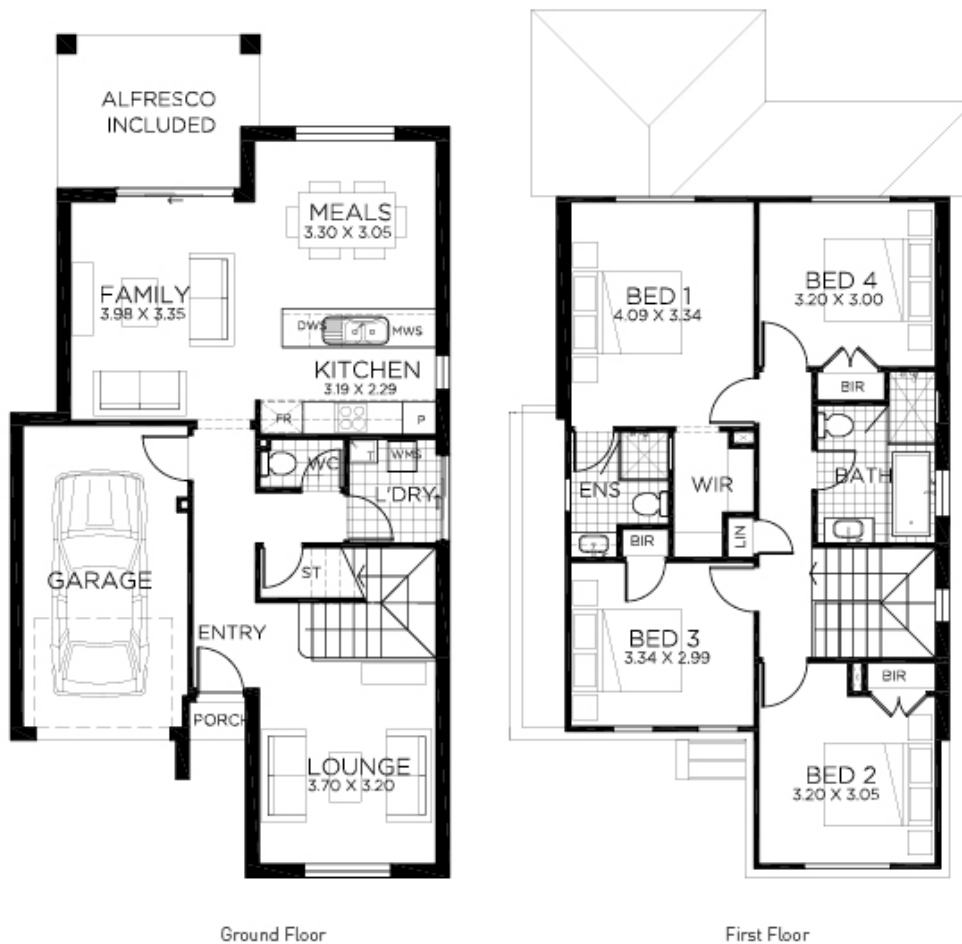 ALFRESCO
INCLUDED
MEALS
3.30 X 3.05
FAMILY
3.98 X 3.35
DWS
MWS
KITCHEN
3.19 X 2.29
FR
P
WC
T
WMS
L'DRY
GARAGE
ST
ENTRY
PORCH
LOUNGE
3.70 X 3.20
Ground Floor
BED 1
4.09 X 3.34
BED 4
3.20 X 3.00
BIR
ENS
WIR
BATH
BIR
LIN
BED 3
3.34 X 2.99
BIR
BED 2
3.20 X 3.05
First Floor